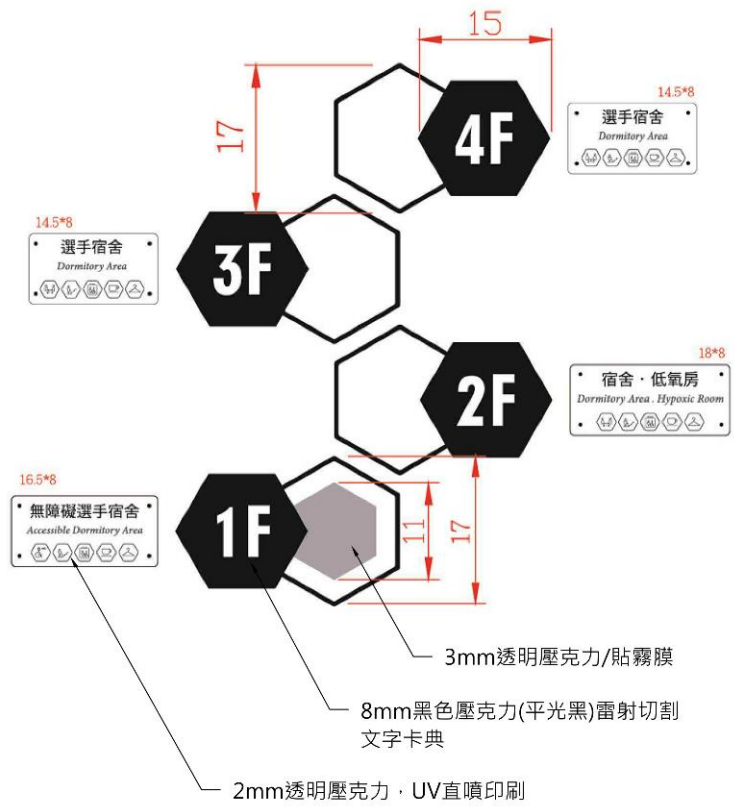 15
14.5*8
4F
選手宿舍
Dormitory Area
17
14.5*8
選手宿舍
Dormitory Area
3F
18*8
2F
宿舍．低氧房
Dormitory Area . Hypoxic Room
16.5*8
無障礙選手宿舍
Accessible Dormitory Area
1F
11
17
3mm透明壓克力/貼霧膜
8mm黑色壓克力(平光黑)雷射切割
文字卡典
2mm透明壓克力，UV直噴印刷